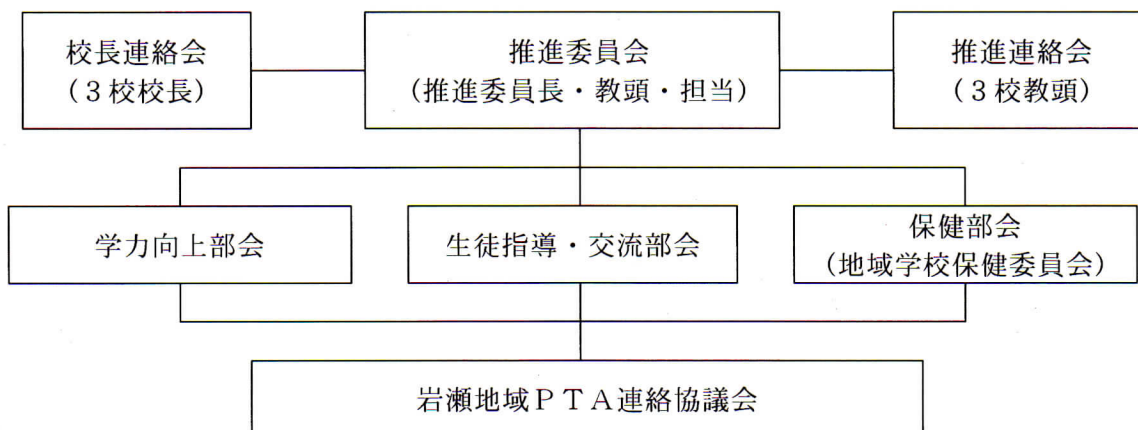 校長連絡会
(3校校長)
推進委員会
(推進委員長・教頭・担当)
推進連絡会
(3校教頭)
学力向上部会
生徒指導・交流部会
保健部会
(地域学校保健委員会)
岩瀬地域PTA連絡協議会